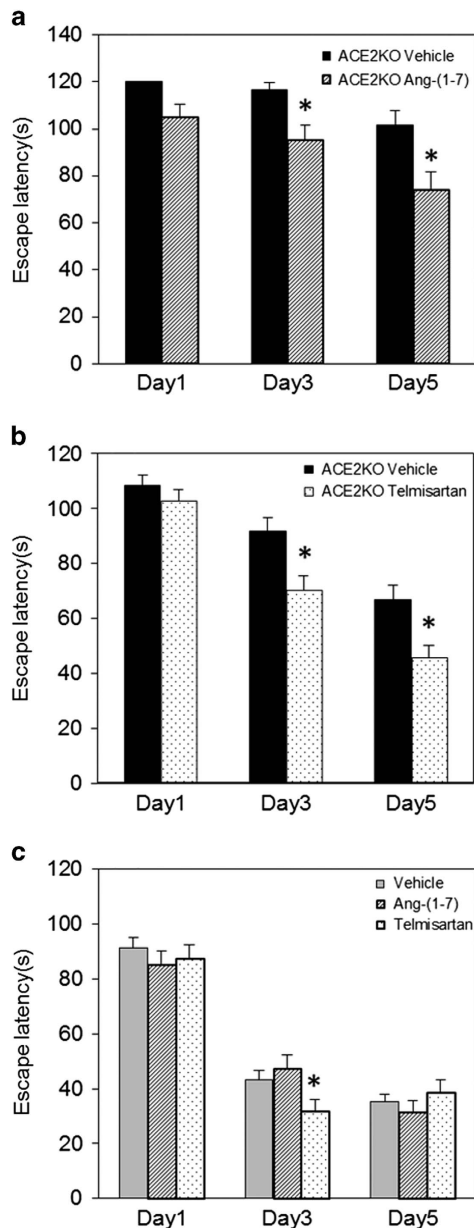 a
140
120
100
80
60
40
20
0
Escape latency(s)
ACE2KO Vehicle
ACE2KO Ang-(1-7)
*
*
Day1 Day3 Day5
b
120
100
80
60
40
20
0
Escape latency(s)
ACE2KO Vehicle
ACE2KO Telmisartan
*
*
Day1 Day3 Day5
c
120
100
80
60
40
20
0
Escape latency(s)
Vehicle
Ang-(1-7)
Telmisartan
*
Day1 Day3 Day5